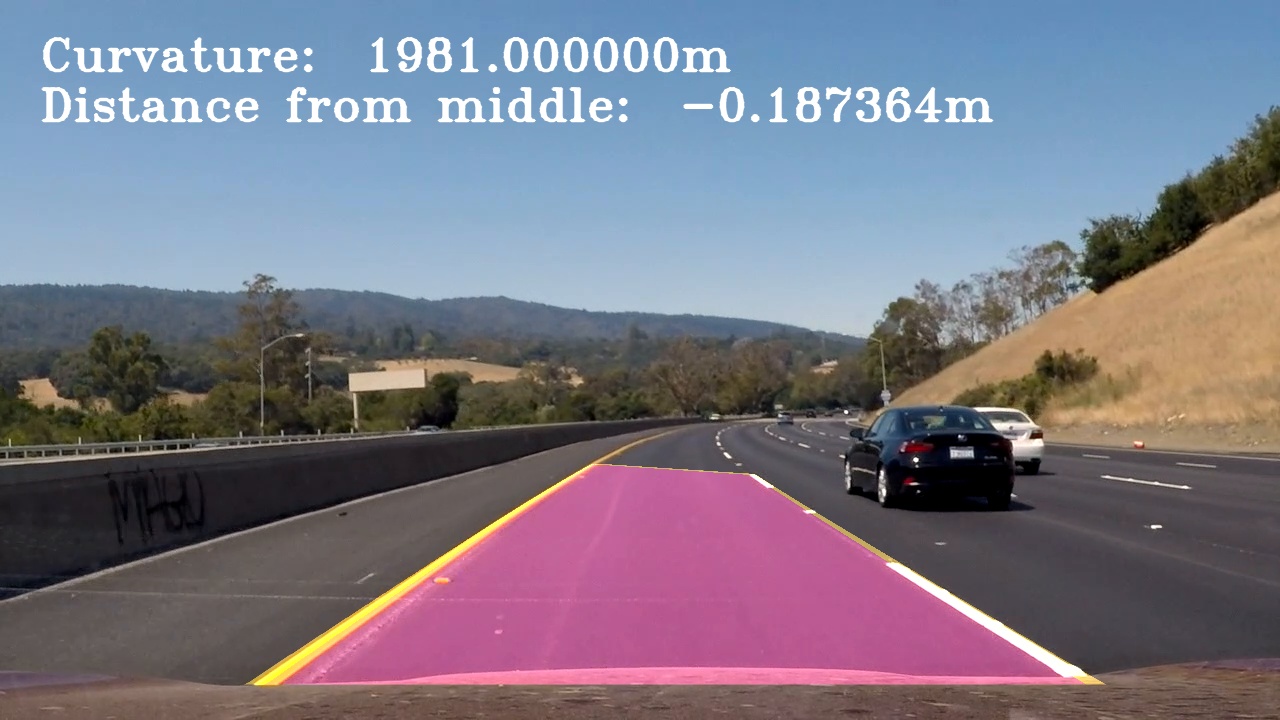 Curvature: 1981.000000m
Distance from middle: −0.187364m